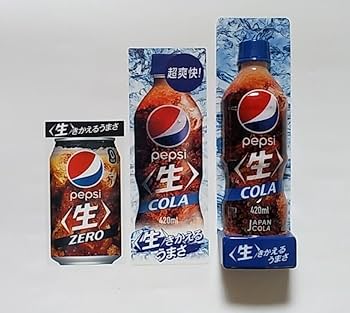 〈生〉きかえるうまさ
pepsi
〈生〉
ZERO
超爽快!
pepsi
〈生〉
COLA
420ml
〈生〉きかえる
うまさ
pepsi
〈生〉
COLA
420ml
JAPAN
COLA
〈生〉きかえる
うまさ